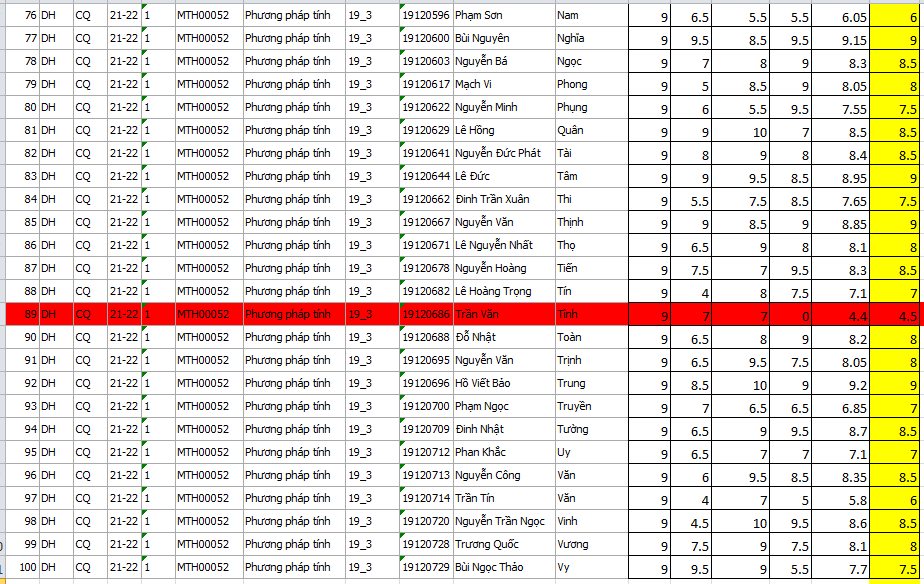 76 DH CQ 21-22 1 MTH00052 Phương pháp tính 19_3 19120596 Phạm Sơn Nam 9 6.5 5.5 5.5 6.05 6
77 DH CQ 21-22 1 MTH00052 Phương pháp tính 19_3 19120600 Bùi Nguyên Nghĩa 9 9.5 8.5 9.5 9.15 9
78 DH CQ 21-22 1 MTH00052 Phương pháp tính 19_3 19120603 Nguyễn Bá Ngọc 9 7 8 9 8.3 8.5
79 DH CQ 21-22 1 MTH00052 Phương pháp tính 19_3 19120617 Mạch Vi Phong 9 5 8.5 9 8.05 8
80 DH CQ 21-22 1 MTH00052 Phương pháp tính 19_3 19120622 Nguyễn Minh Phụng 9 6 5.5 9.5 7.55 7.5
81 DH CQ 21-22 1 MTH00052 Phương pháp tính 19_3 19120629 Lê Hồng Quân 9 9 10 7 8.5 8.5
82 DH CQ 21-22 1 MTH00052 Phương pháp tính 19_3 19120641 Nguyễn Đức Phát Tài 9 8 9 8 8.4 8.5
83 DH CQ 21-22 1 MTH00052 Phương pháp tính 19_3 19120644 Lê Đức Tâm 9 9 9.5 8.5 8.95 9
84 DH CQ 21-22 1 MTH00052 Phương pháp tính 19_3 19120662 Đinh Trần Xuân Thi 9 5.5 7.5 8.5 7.65 7.5
85 DH CQ 21-22 1 MTH00052 Phương pháp tính 19_3 19120667 Nguyễn Văn Thịnh 9 9 8.5 9 8.85 9
86 DH CQ 21-22 1 MTH00052 Phương pháp tính 19_3 19120671 Lê Nguyễn Nhất Thọ 9 6.5 9 8 8.1 8
87 DH CQ 21-22 1 MTH00052 Phương pháp tính 19_3 19120678 Nguyễn Hoàng Tiến 9 7.5 7 9.5 8.3 8.5
88 DH CQ 21-22 1 MTH00052 Phương pháp tính 19_3 19120682 Lê Hoàng Trọng Tín 9 4 8 7.5 7.1 7
89 DH CQ 21-22 1 MTH00052 Phương pháp tính 19_3 19120686 Trần Văn Tính 9 7 7 0 4.4 4.5
90 DH CQ 21-22 1 MTH00052 Phương pháp tính 19_3 19120688 Đỗ Nhật Toàn 9 6.5 8 9 8.2 8
91 DH CQ 21-22 1 MTH00052 Phương pháp tính 19_3 19120695 Nguyễn Văn Trịnh 9 6.5 9.5 7.5 8.05 8
92 DH CQ 21-22 1 MTH00052 Phương pháp tính 19_3 19120696 Hồ Viết Bảo Trung 9 8.5 10 9 9.2 9
93 DH CQ 21-22 1 MTH00052 Phương pháp tính 19_3 19120700 Phạm Ngọc Truyền 9 7 6.5 6.5 6.85 7
94 DH CQ 21-22 1 MTH00052 Phương pháp tính 19_3 19120709 Đinh Nhật Tường 9 6.5 9 9.5 8.7 8.5
95 DH CQ 21-22 1 MTH00052 Phương pháp tính 19_3 19120712 Phan Khắc Uy 9 6.5 7 7 7.1 7
96 DH CQ 21-22 1 MTH00052 Phương pháp tính 19_3 19120713 Nguyễn Công Văn 9 6 9.5 8.5 8.35 8.5
97 DH CQ 21-22 1 MTH00052 Phương pháp tính 19_3 19120714 Trần Tín Văn 9 4 7 5 5.8 6
98 DH CQ 21-22 1 MTH00052 Phương pháp tính 19_3 19120720 Nguyễn Trần Ngọc Vinh 9 4.5 10 9.5 8.6 8.5
99 DH CQ 21-22 1 MTH00052 Phương pháp tính 19_3 19120728 Trương Quốc Vương 9 7.5 9 7.5 8.1 8
100 DH CQ 21-22 1 MTH00052 Phương pháp tính 19_3 19120729 Bùi Ngọc Thảo Vy 9 9.5 9 5.5 7.7 7.5